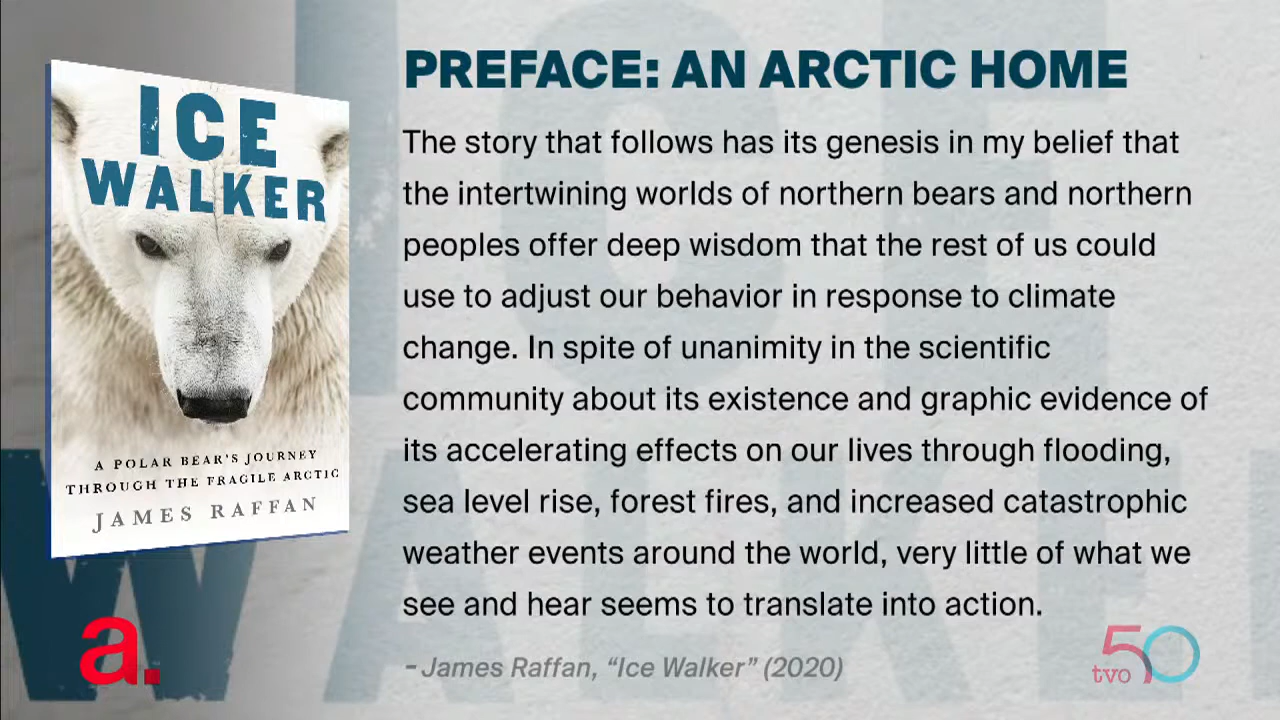 ICE
WALKER
A POLAR BEAR'S JOURNEY
THROUGH THE FRAGILE ARCTIC
JAMES RAFFAN
PREFACE: AN ARCTIC HOME
The story that follows has its genesis in my belief that
the intertwining worlds of northern bears and northern
peoples offer deep wisdom that the rest of us could
use to adjust our behavior in response to climate
change. In spite of unanimity in the scientific
community about its existence and graphic evidence of
its accelerating effects on our lives through flooding,
sea level rise, forest fires, and increased catastrophic
weather events around the world, very little of what we
see and hear seems to translate into action.
- James Raffan, “Ice Walker” (2020)
a.
tvo 50